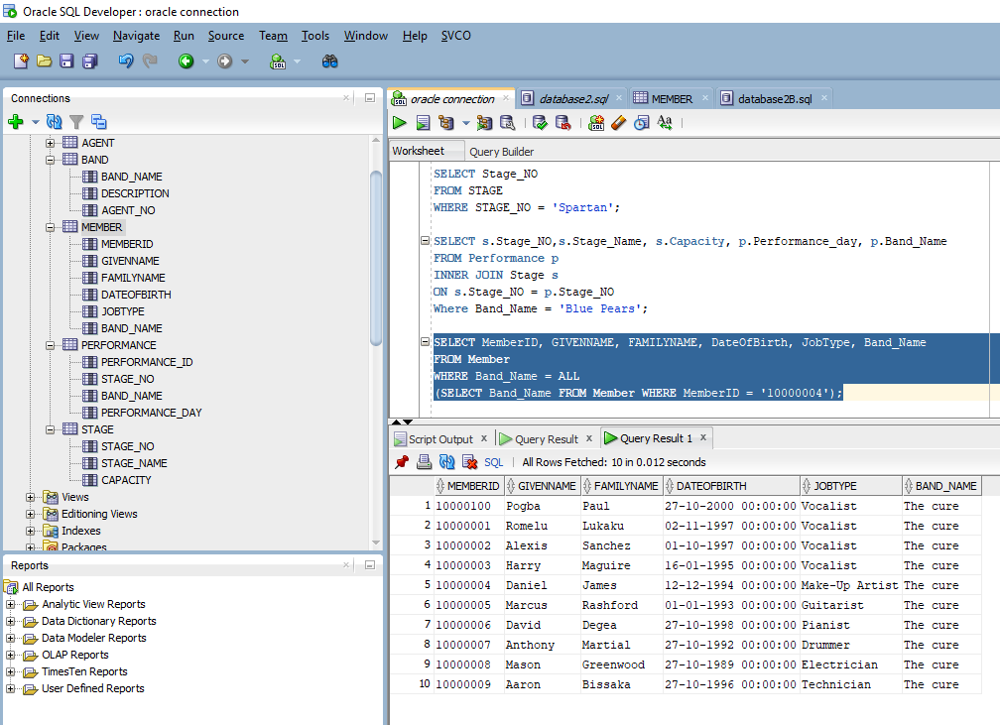 Oracle SQL Developer : oracle connection
File Edit View Navigate Run Source Team Tools Window Help SVCO
Connections
AGENT
BAND
BAND_NAME
DESCRIPTION
AGENT_NO
MEMBER
MEMBERID
GIVENNAME
FAMILYNAME
DATEOFBIRTH
JOBTYPE
BAND_NAME
PERFORMANCE
PERFORMANCE_ID
STAGE_NO
BAND_NAME
PERFORMANCE_DAY
STAGE
STAGE_NO
STAGE_NAME
CAPACITY
Views
Editioning Views
Indexes
Packages
Reports
All Reports
Analytic View Reports
Data Dictionary Reports
Data Modeler Reports
OLAP Reports
TimesTen Reports
User Defined Reports
oracle connection database2.sql MEMBER database2B.sql
Worksheet Query Builder
SELECT Stage_NO
FROM STAGE
WHERE STAGE_NO = 'Spartan';
SELECT s.Stage_NO,s.Stage_Name, s.Capacity, p.Performance_day, p.Band_Name
FROM Performance p
INNER JOIN Stage s
ON s.Stage_NO = p.Stage_NO
Where Band_Name = 'Blue Pears';
SELECT MemberID, GIVENNAME, FAMILYNAME, DateOfBirth, JobType, Band_Name
FROM Member
WHERE Band_Name = ALL
(SELECT Band_Name FROM Member WHERE MemberID = '10000004');
Script Output Query Result Query Result 1
SQL All Rows Fetched: 10 in 0.012 seconds
MEMBERID GIVENNAME FAMILYNAME DATEOFBIRTH JOBTYPE BAND_NAME
1 10000100 Pogba Paul 27-10-2000 00:00:00 Vocalist The cure
2 10000001 Romelu Lukaku 02-11-1997 00:00:00 Vocalist The cure
3 10000002 Alexis Sanchez 01-10-1997 00:00:00 Vocalist The cure
4 10000003 Harry Maguire 16-01-1995 00:00:00 Vocalist The cure
5 10000004 Daniel James 12-12-1994 00:00:00 Make-Up Artist The cure
6 10000005 Marcus Rashford 01-01-1993 00:00:00 Guitarist The cure
7 10000006 David Degea 27-10-1998 00:00:00 Pianist The cure
8 10000007 Anthony Martial 27-10-1992 00:00:00 Drummer The cure
9 10000008 Mason Greenwood 27-10-1989 00:00:00 Electrician The cure
10 10000009 Aaron Bissaka 27-10-1996 00:00:00 Technician The cure